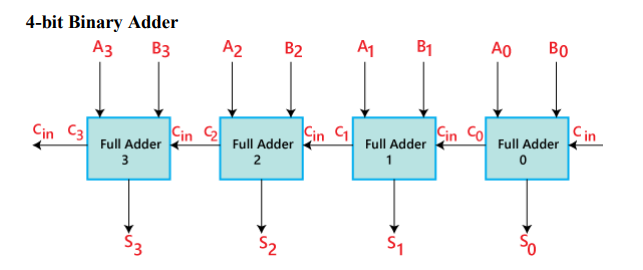 4-bit Binary Adder
A3 B3 A2 B2 A1 B1 A0 B0
Cin C3 Cin C2 Cin C1 Cin C0 Cin
Full Adder Full Adder Full Adder Full Adder
3 2 1 0
S3 S2 S1 S0